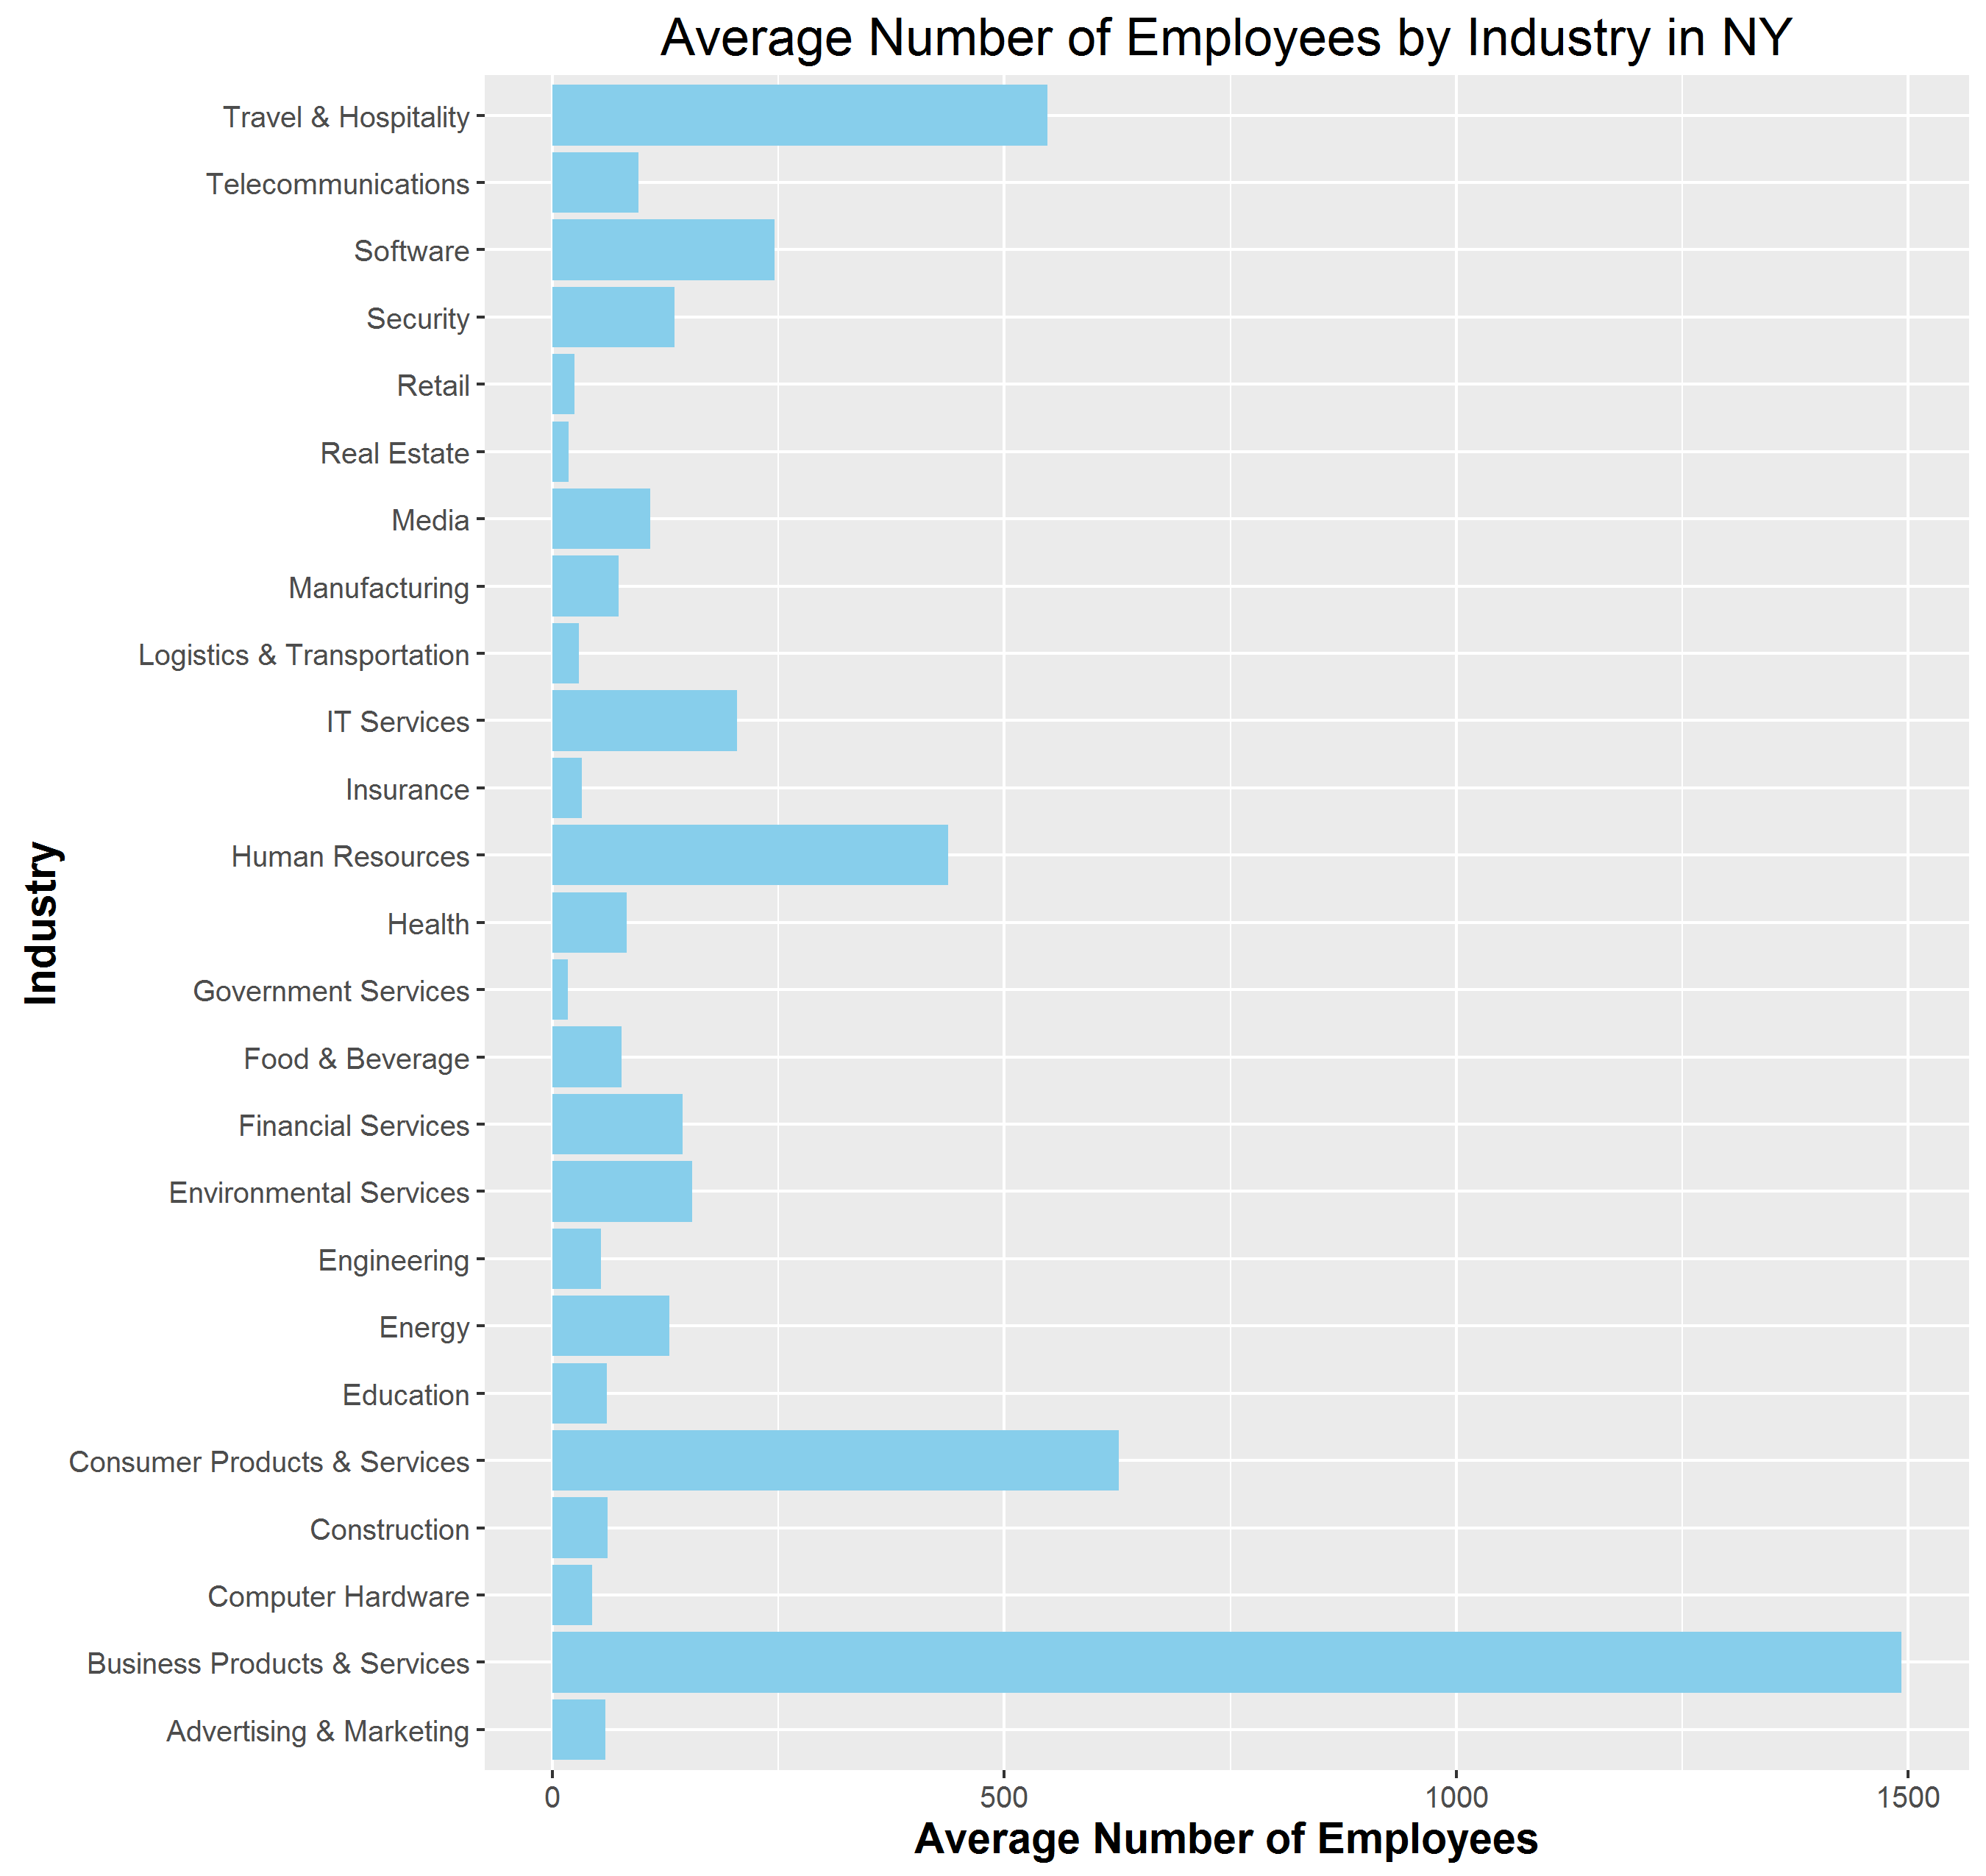 Average Number of Employees by Industry in NY
Travel & Hospitality
Telecommunications
Software
Security
Retail
Real Estate
Media
Manufacturing
Logistics & Transportation
IT Services
Insurance
Human Resources
Health
Government Services
Food & Beverage
Financial Services
Environmental Services
Engineering
Energy
Education
Consumer Products & Services
Construction
Computer Hardware
Business Products & Services
Advertising & Marketing
Industry
0 500 1000 1500
Average Number of Employees